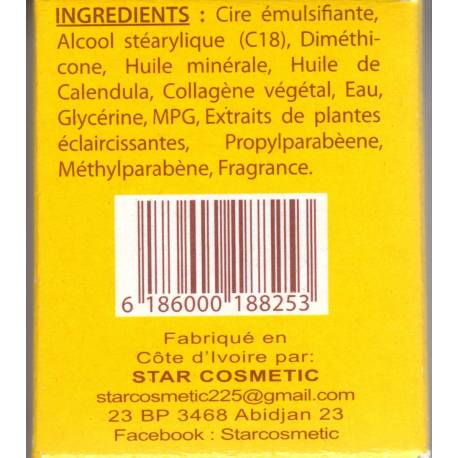 INGREDIENTS : Cire émulsifiante,
Alcool stéarylique (C18), Diméthi-
cone, Huile minérale, Huile de
Calendula, Collagène végétal, Eau,
Glycérine, MPG, Extraits de plantes
éclaircissantes, Propylparabèene,
Méthylparabène, Fragrance.
6 186000 188253
Fabriqué en
Côte d'Ivoire par:
STAR COSMETIC
starcosmetic225@gmail.com
23 BP 3468 Abidjan 23
Facebook : Starcosmetic